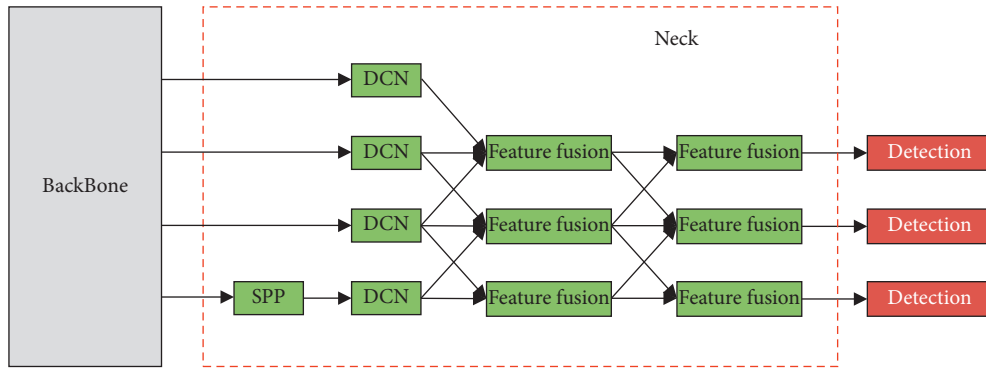 Neck
DCN
DCN
Feature fusion
Feature fusion
Detection
BackBone
DCN
Feature fusion
Feature fusion
Detection
SPP
DCN
Feature fusion
Feature fusion
Detection